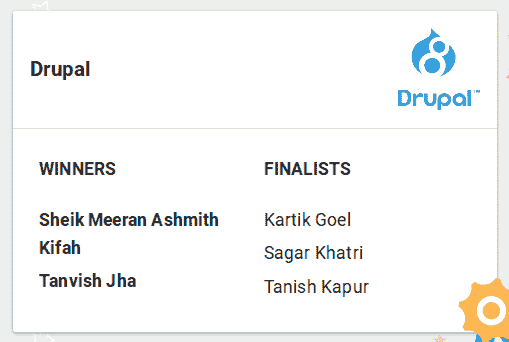 Drupal
Drupal™
WINNERS
Sheik Meeran Ashmith
Kifah
Tanvish Jha
FINALISTS
Kartik Goel
Sagar Khatri
Tanish Kapur